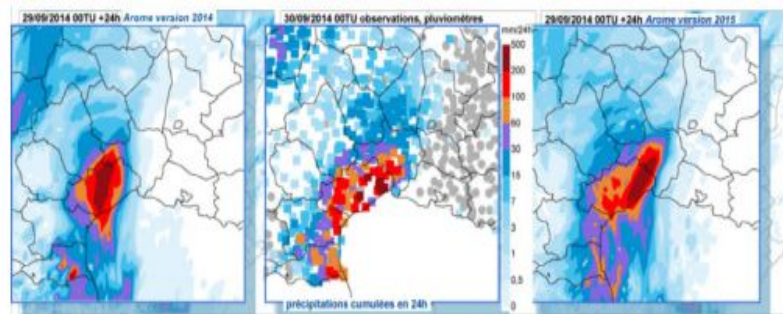 29/09/2014 00TU +24h Arome version 2014
30/09/2014 00TU observations, pluviomètres
29/09/2014 00TU +24h Arome version 2015
mm/24h
500
200
100
60
30
15
7
3
1
0,5
0
précipitations cumulées en 24h